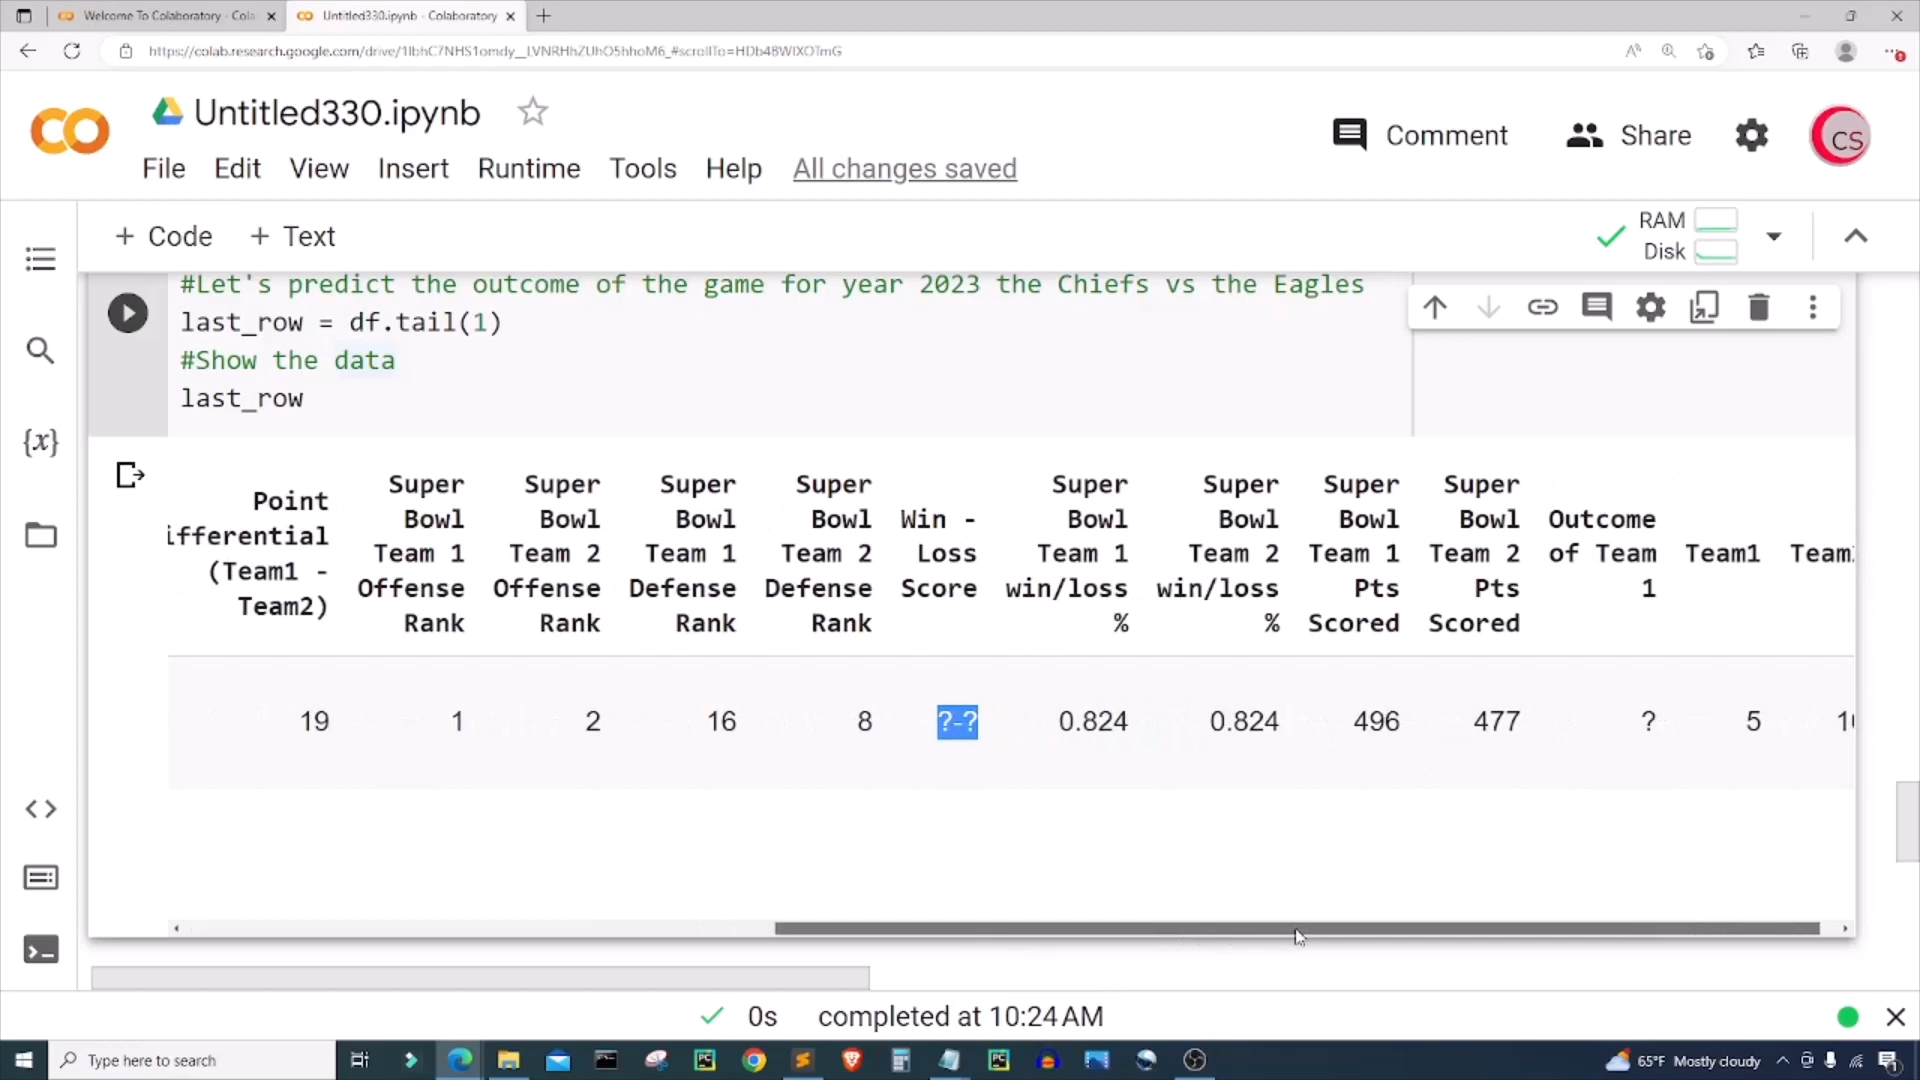 Welcome To Colaboratory - Cola
Untitled330.ipynb - Colaboratory
CO
Untitled330.ipynb
Comment
Share
CS
File Edit View Insert Runtime Tools Help All changes saved
+ Code + Text
RAM
Disk
#Let's predict the outcome of the game for year 2023 the Chiefs vs the Eagles
last_row = df.tail(1)
#Show the data
last_row
{x}
Super Super Super Super Super Super Super Super
Point Bowl Bowl Bowl Bowl Win - Bowl Bowl Bowl Bowl Outcome
ifferential Team 1 Team 2 Team 1 Team 2 Loss Team 1 Team 2 Team 1 Team 2 of Team Team1 Team
(Team1 - Offense Offense Defense Defense Score win/loss win/loss Pts Pts 1
Team2) Rank Rank Rank Rank % % Scored Scored
19 1 2 16 8 ?-? 0.824 0.824 496 477 ? 5
0s completed at 10:24 AM
Type here to search
65°F Mostly cloudy